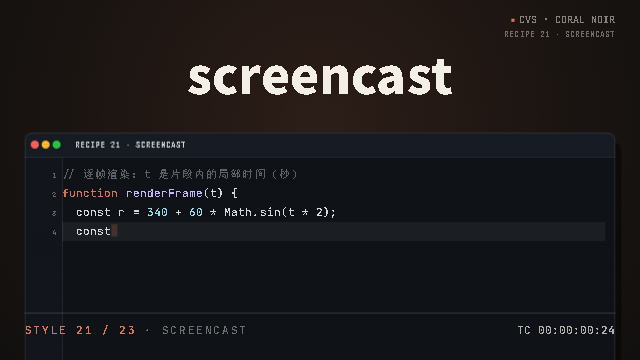 CVS • CORAL NOIR
RECIPE 21 · SCREENCAST
screencast
RECIPE 21 · SCREENCAST
1 // 逐帧渲染: t 是片段内的局部时间 (秒)
2 function renderFrame(t) {
3 const r = 340 + 60 * Math.sin(t * 2);
4 const
STYLE 21 / 23 · SCREENCAST
TC 00:00:00:24